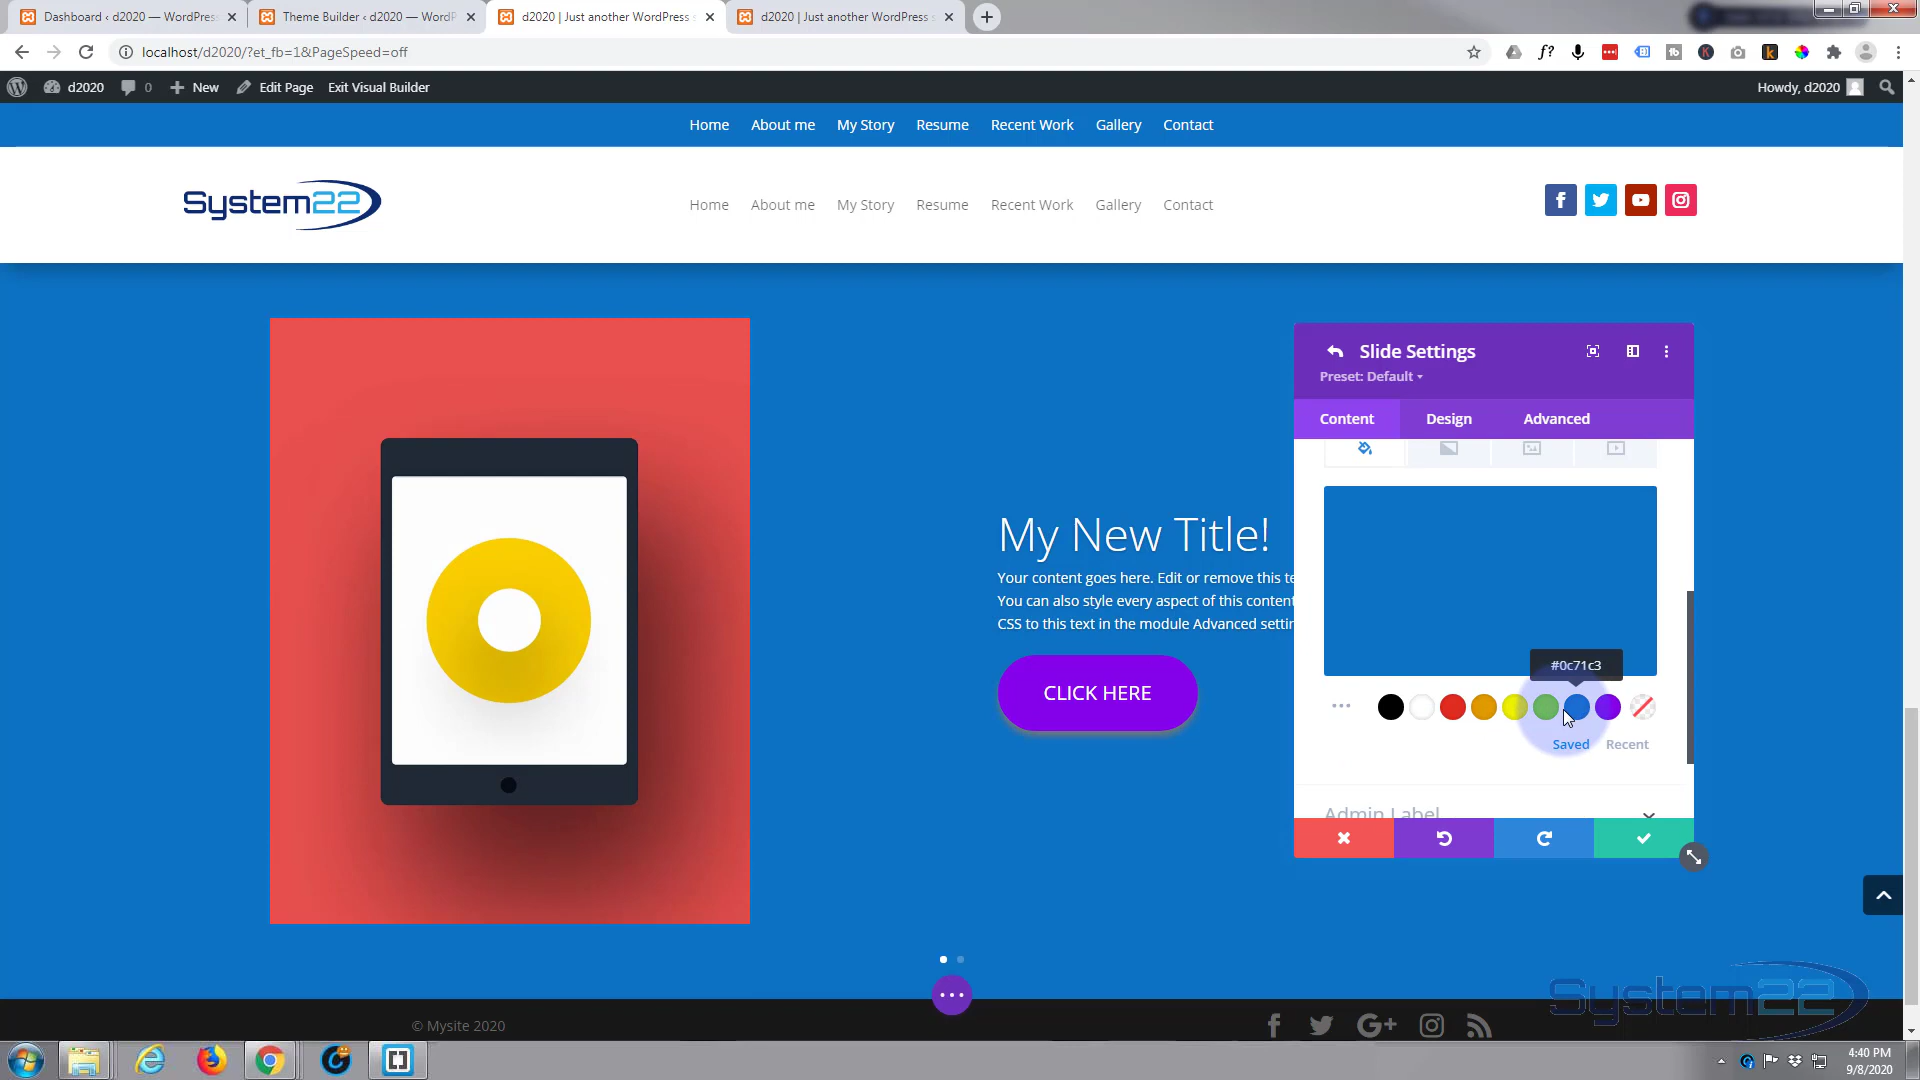 Dashboard ‹ d2020 — WordPress
Theme Builder ‹ d2020 — WordP
d2020 | Just another WordPress s
d2020 | Just another WordPress s
localhost/d2020/?et_fb=1&PageSpeed=off
d2020
0
New
Edit Page
Exit Visual Builder
Howdy, d2020
Home About me My Story Resume Recent Work Gallery Contact
System22
Home About me My Story Resume Recent Work Gallery Contact
Slide Settings
Preset: Default
Content Design Advanced
My New Title!
Your content goes here. Edit or remove this te
You can also style every aspect of this content
CSS to this text in the module Advanced settin
CLICK HERE
#0c71c3
Saved Recent
Admin Label
System22
© Mysite 2020
4:40 PM
9/8/2020